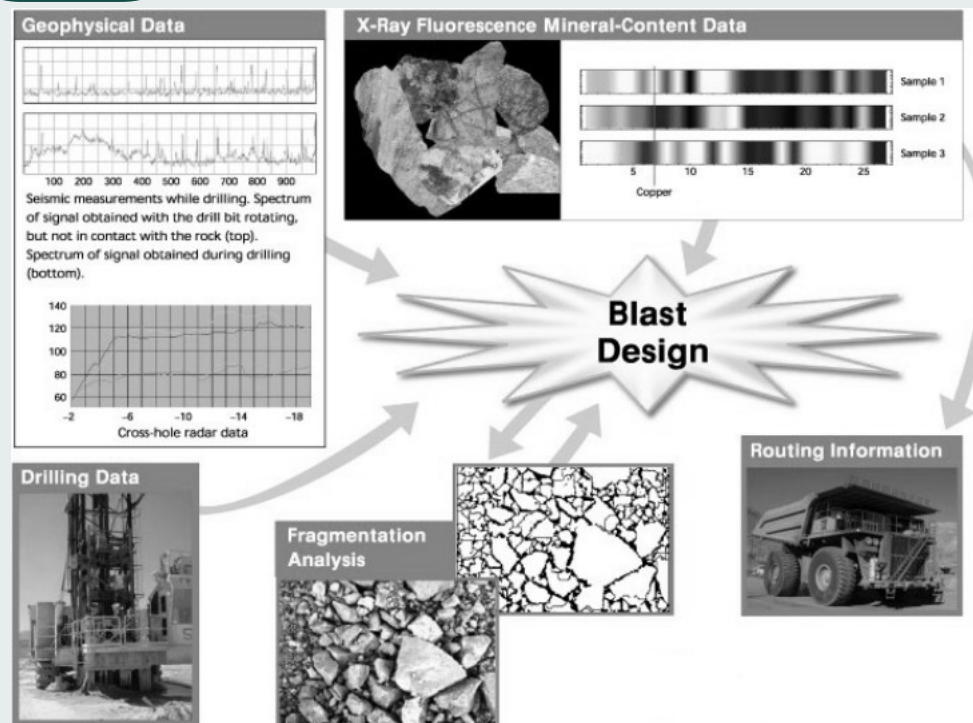 Geophysical Data
100 200 300 400 500 600 700 800 900
Seismic measurements while drilling. Spectrum
of signal obtained with the drill bit rotating,
but not in contact with the rock (top).
Spectrum of signal obtained during drilling
(bottom).
140
120
100
80
60
-2 -6 -10 -14 -18
Cross-hole radar data
X-Ray Fluorescence Mineral-Content Data
Sample 1
Sample 2
Sample 3
5 10 15 20 25
Copper
Blast
Design
Drilling Data
Fragmentation
Analysis
Routing Information